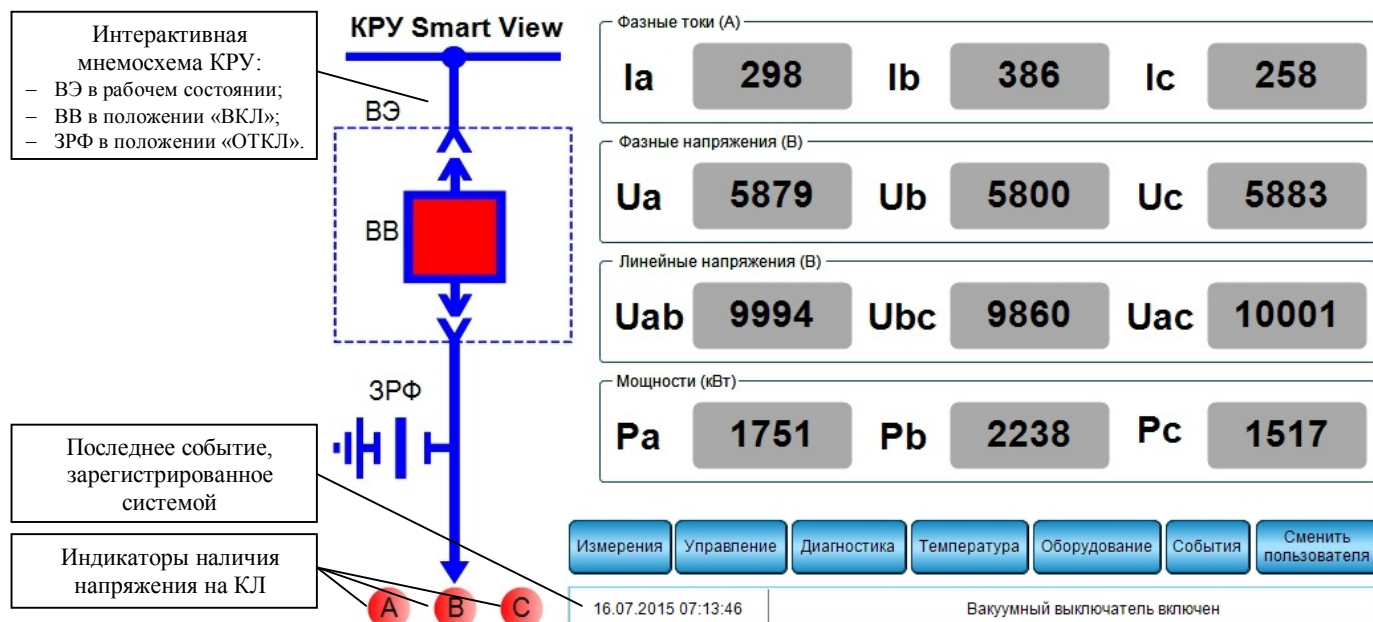 Интерактивная
мнемосхема КРУ:
– ВЭ в рабочем состоянии;
– ВВ в положении «ВКЛ»;
– ЗРФ в положении «ОТКЛ».
КРУ Smart View
ВЭ
ВВ
ЗРФ
Последнее событие,
зарегистрированное
системой
Индикаторы наличия
напряжения на КЛ
A B C
Фазные токи (А)
Ia 298 Ib 386 Ic 258
Фазные напряжения (В)
Ua 5879 Ub 5800 Uc 5883
Линейные напряжения (В)
Uab 9994 Ubc 9860 Uac 10001
Мощности (кВт)
Pa 1751 Pb 2238 Pc 1517
Измерения Управление Диагностика Температура Оборудование События Сменить
пользователя
16.07.2015 07:13:46 Вакуумный выключатель включен